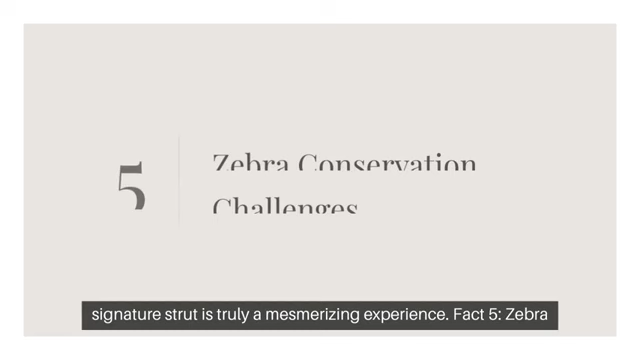 5
Zebra Conservation
Challenges
signature strut is truly a mesmerizing experience. Fact 5: Zebra